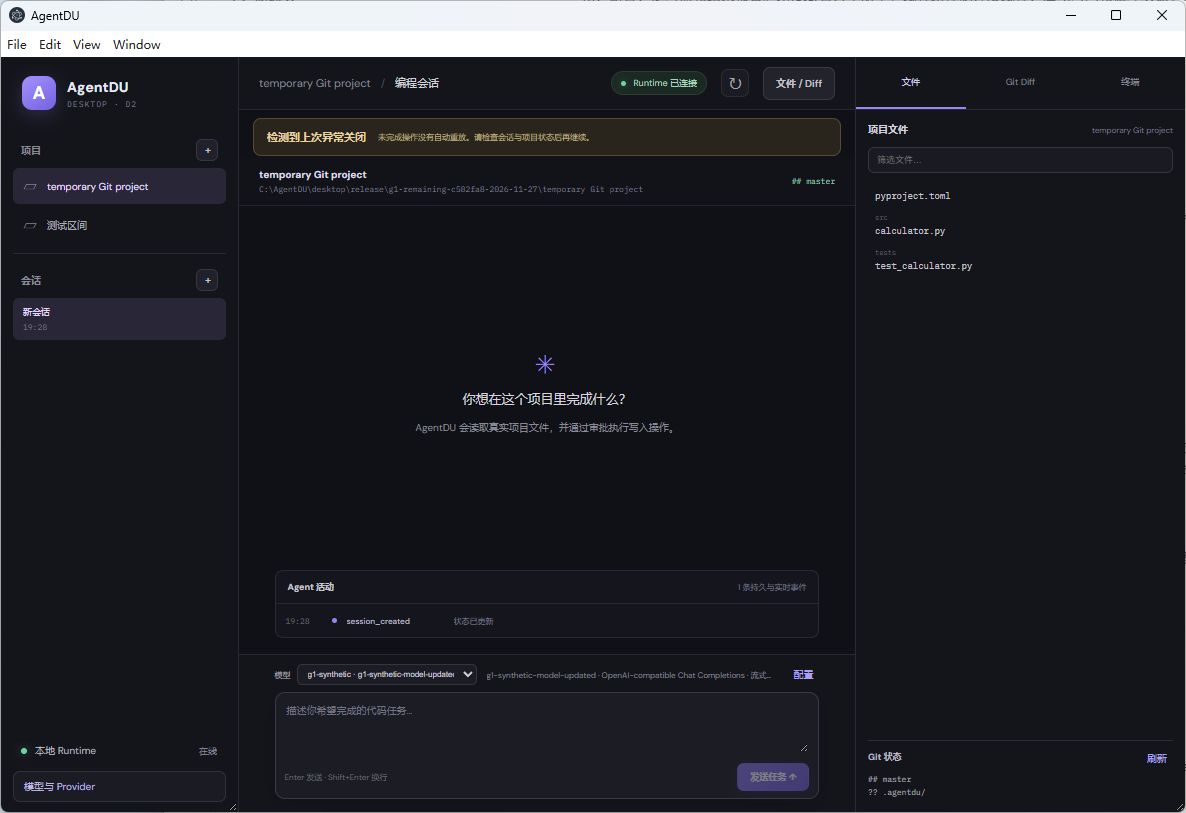 AgentDU
File Edit View Window
A
AgentDU
DESKTOP · D2
项目
+
temporary Git project
测试区间
会话
+
新会话
19:28
本地 Runtime
在线
模型与 Provider
temporary Git project / 编程会话
Runtime 已连接
↻
文件 / Diff
检测到上次异常关闭 未完成操作没有自动重放。请检查会话与项目状态后再继续。
temporary Git project
C:\AgentDU\desktop\release\g1-remaining-c582fa8-2026-11-27\temporary Git project
## master
你想在这个项目里完成什么?
AgentDU 会读取真实项目文件，并通过审批执行写入操作。
Agent 活动
1 条持久与实时事件
19:28 session_created 状态已更新
模型 g1-synthetic · g1-synthetic-model-updated g1-synthetic-model-updated · OpenAI-compatible Chat Completions · 流式… 配置
描述你希望完成的代码任务…
Enter 发送 · Shift+Enter 换行
发送任务 ↑
文件 Git Diff 终端
项目文件
temporary Git project
筛选文件…
pyproject.toml
src
calculator.py
tests
test_calculator.py
Git 状态
刷新
## master
?? .agentdu/